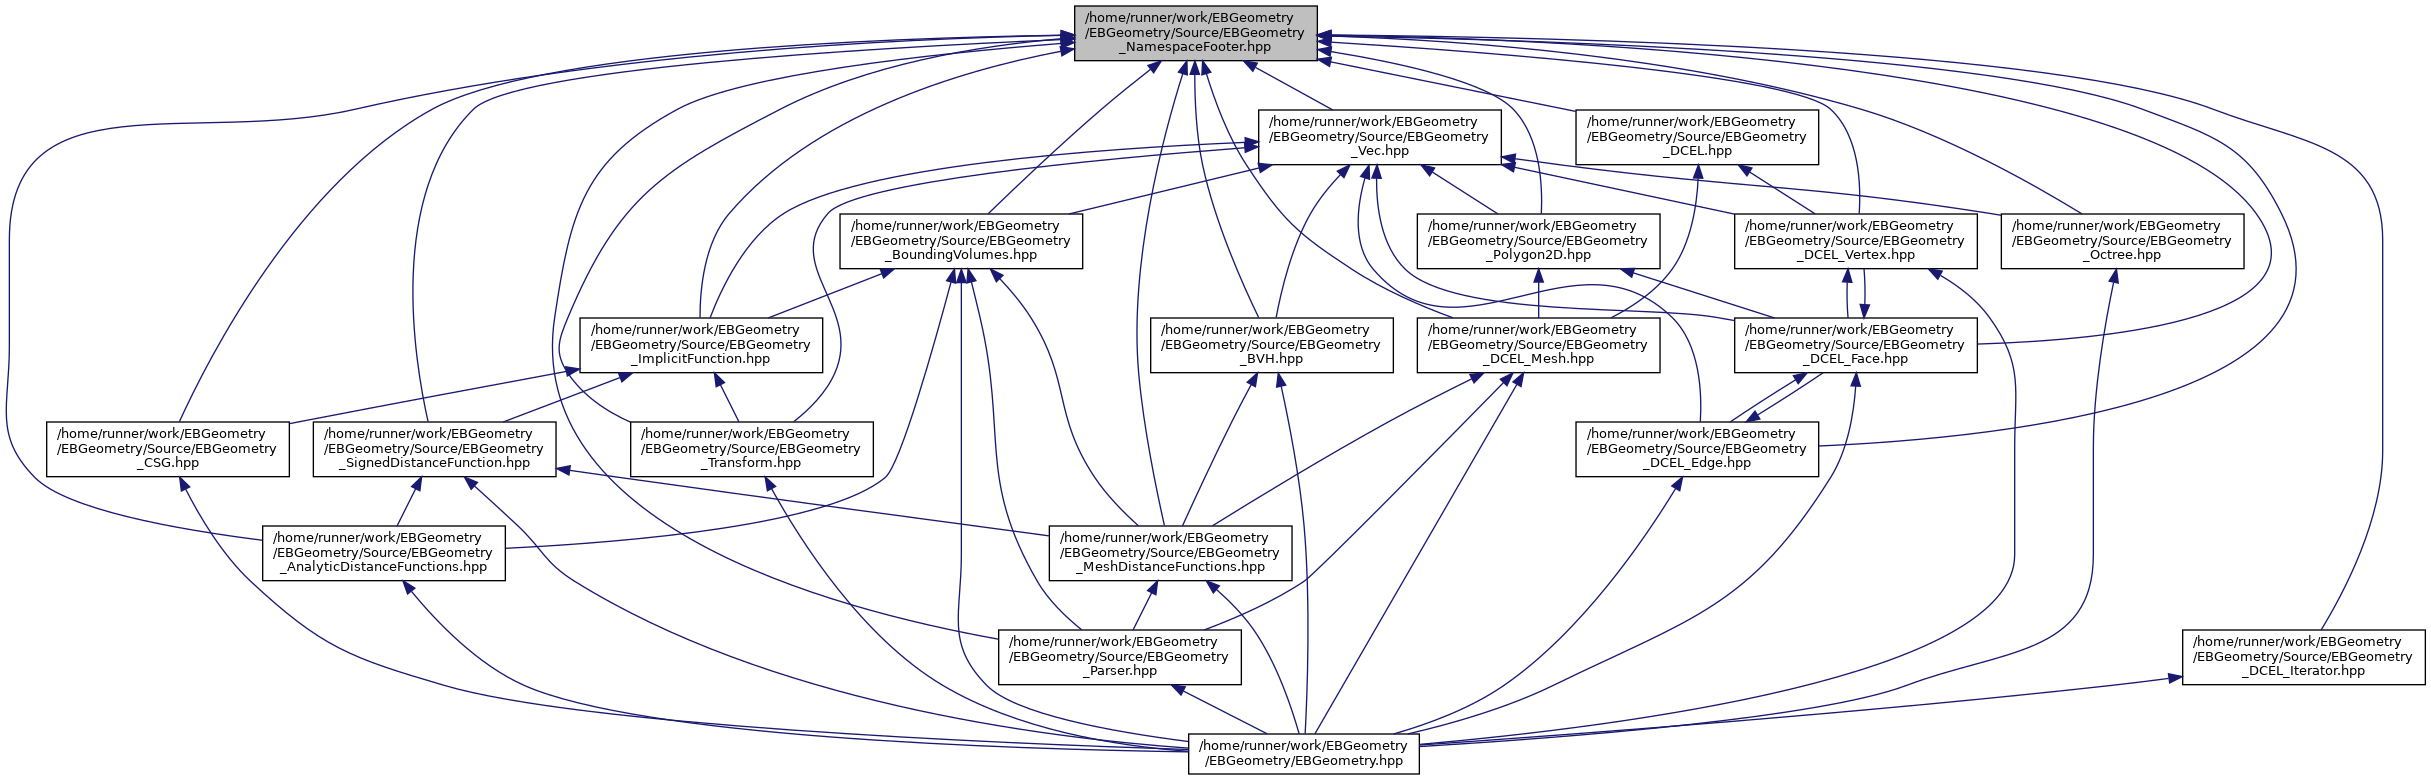 /home/runner/work/EBGeometry
/EBGeometry/Source/EBGeometry
_NamespaceFooter.hpp
/home/runner/work/EBGeometry
/EBGeometry/Source/EBGeometry
_Vec.hpp
/home/runner/work/EBGeometry
/EBGeometry/Source/EBGeometry
_DCEL.hpp
/home/runner/work/EBGeometry
/EBGeometry/Source/EBGeometry
_BoundingVolumes.hpp
/home/runner/work/EBGeometry
/EBGeometry/Source/EBGeometry
_Polygon2D.hpp
/home/runner/work/EBGeometry
/EBGeometry/Source/EBGeometry
_DCEL_Vertex.hpp
/home/runner/work/EBGeometry
/EBGeometry/Source/EBGeometry
_Octree.hpp
/home/runner/work/EBGeometry
/EBGeometry/Source/EBGeometry
_ImplicitFunction.hpp
/home/runner/work/EBGeometry
/EBGeometry/Source/EBGeometry
_BVH.hpp
/home/runner/work/EBGeometry
/EBGeometry/Source/EBGeometry
_DCEL_Mesh.hpp
/home/runner/work/EBGeometry
/EBGeometry/Source/EBGeometry
_DCEL_Face.hpp
/home/runner/work/EBGeometry
/EBGeometry/Source/EBGeometry
_CSG.hpp
/home/runner/work/EBGeometry
/EBGeometry/Source/EBGeometry
_SignedDistanceFunction.hpp
/home/runner/work/EBGeometry
/EBGeometry/Source/EBGeometry
_Transform.hpp
/home/runner/work/EBGeometry
/EBGeometry/Source/EBGeometry
_DCEL_Edge.hpp
/home/runner/work/EBGeometry
/EBGeometry/Source/EBGeometry
_AnalyticDistanceFunctions.hpp
/home/runner/work/EBGeometry
/EBGeometry/Source/EBGeometry
_MeshDistanceFunctions.hpp
/home/runner/work/EBGeometry
/EBGeometry/Source/EBGeometry
_Parser.hpp
/home/runner/work/EBGeometry
/EBGeometry/Source/EBGeometry
_DCEL_Iterator.hpp
/home/runner/work/EBGeometry
/EBGeometry/EBGeometry.hpp